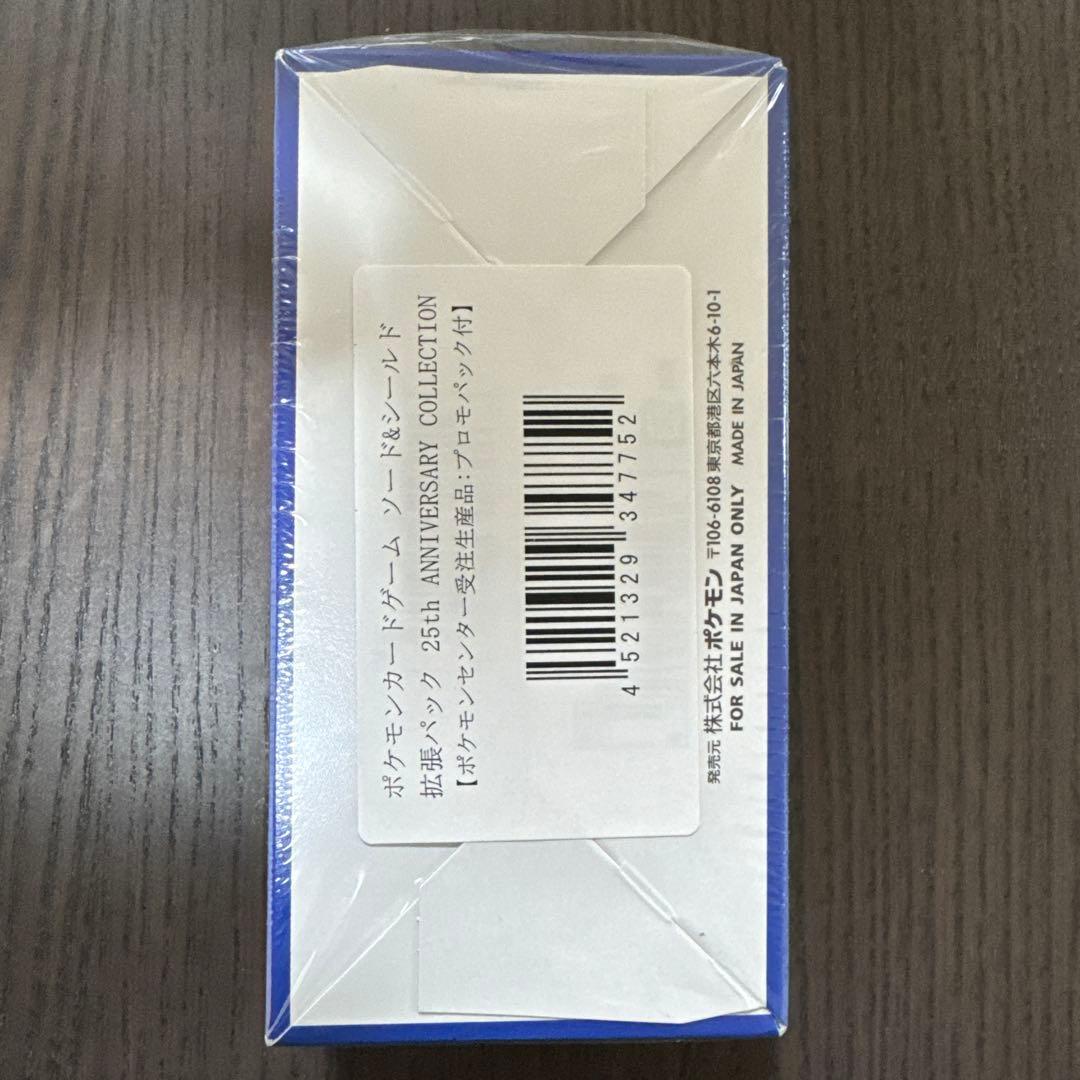 ポケモンカードゲーム ソード&シールド
拡張パック 25th ANNIVERSARY COLLECTION
【ポケモンセンター受注生産品:プロモパック付】
4 521329 347752
発売元 株式会社ポケモン 〒106-6108 東京都港区六本木6-10-1
FOR SALE IN JAPAN ONLY MADE IN JAPAN